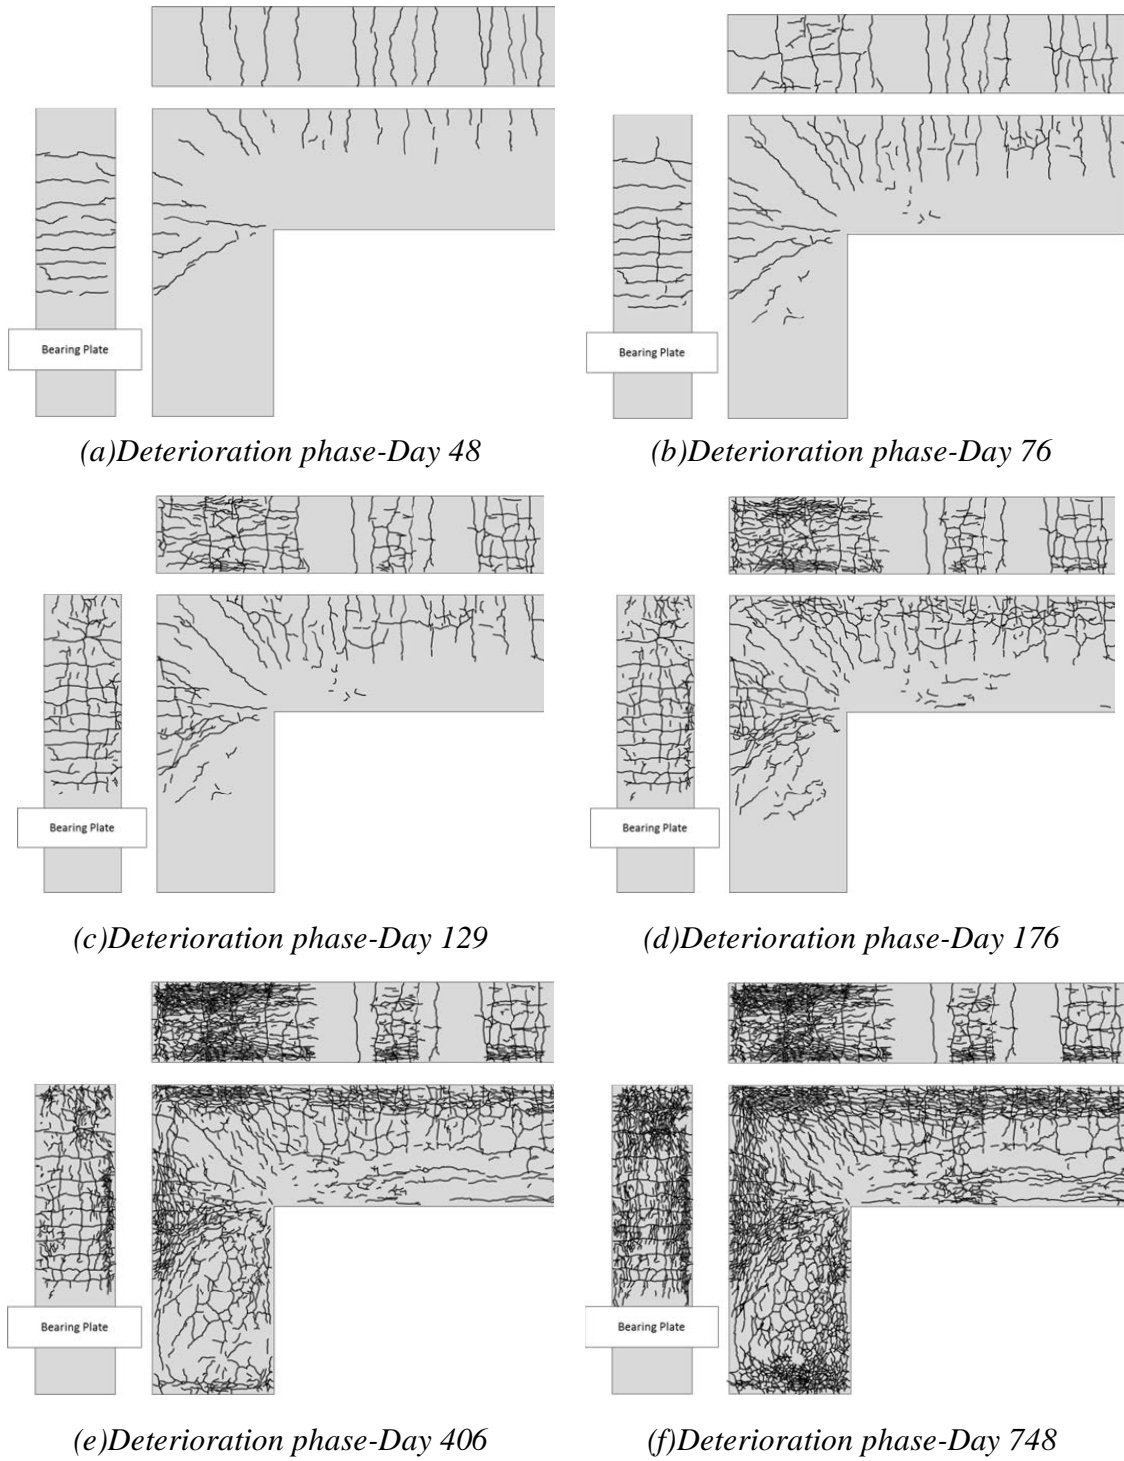 Bearing Plate
Bearing Plate
(a)Deterioration phase-Day 48
(b)Deterioration phase-Day 76
Bearing Plate
Bearing Plate
(c)Deterioration phase-Day 129
(d)Deterioration phase-Day 176
Bearing Plate
Bearing Plate
(e)Deterioration phase-Day 406
(f)Deterioration phase-Day 748